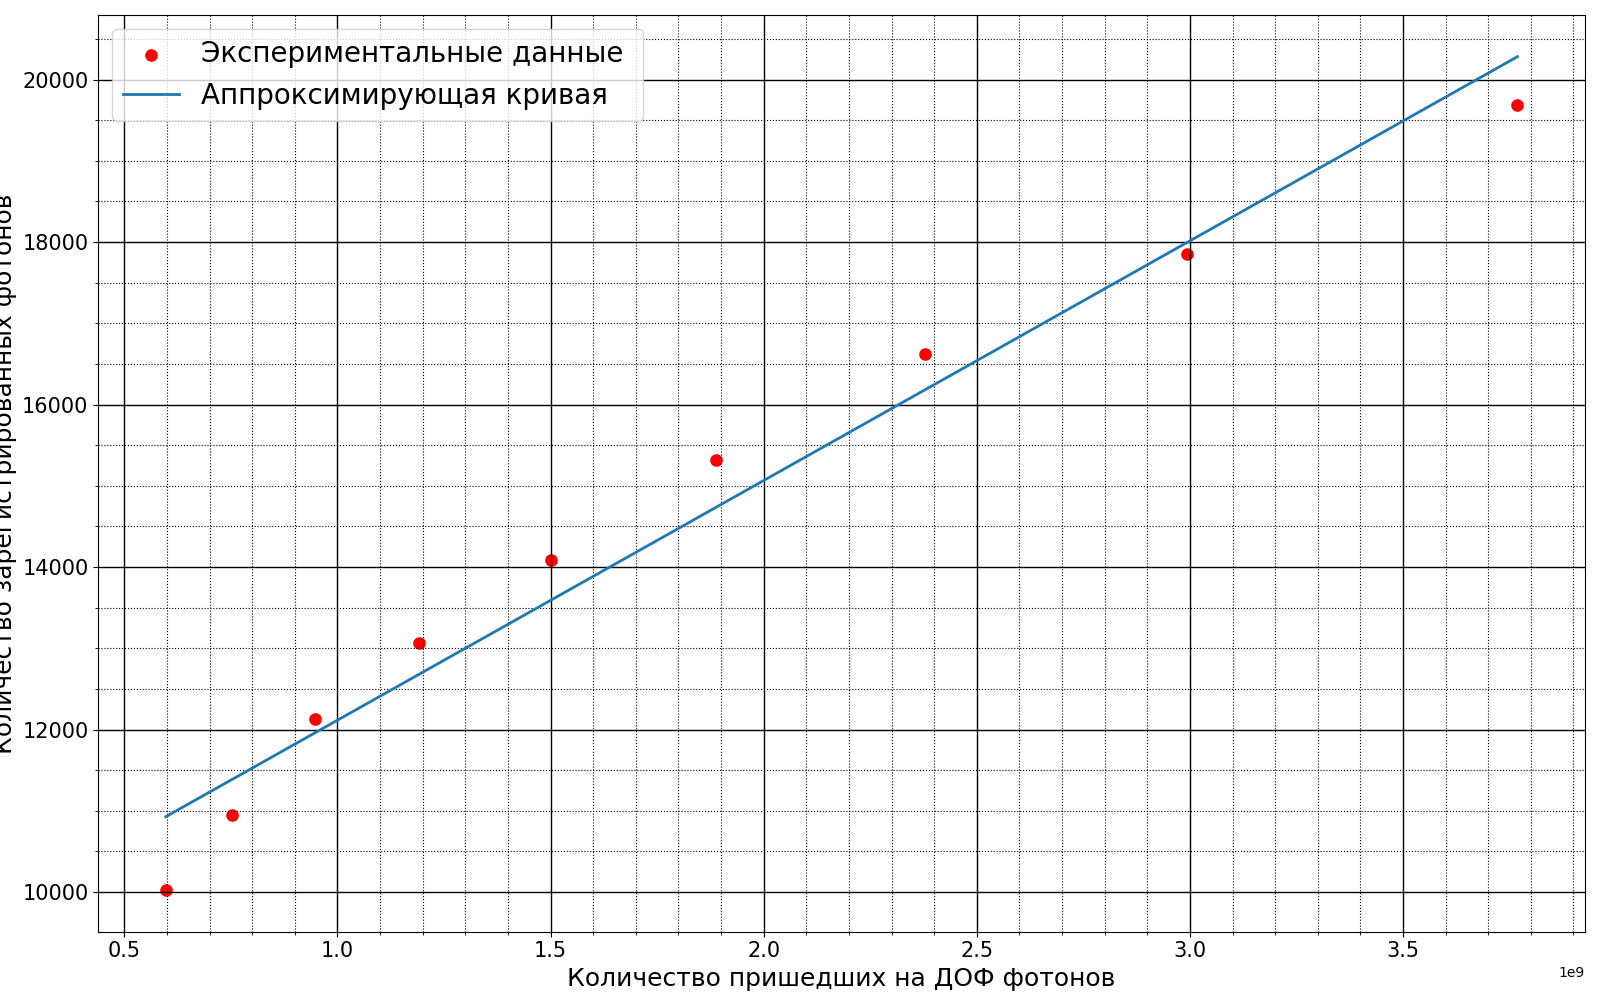 Экспериментальные данные
Аппроксимирующая кривая
20000
18000
16000
14000
12000
10000
Количество зарегистрированных фотонов
0.5 1.0 1.5 2.0 2.5 3.0 3.5
1e9
Количество пришедших на ДОФ фотонов